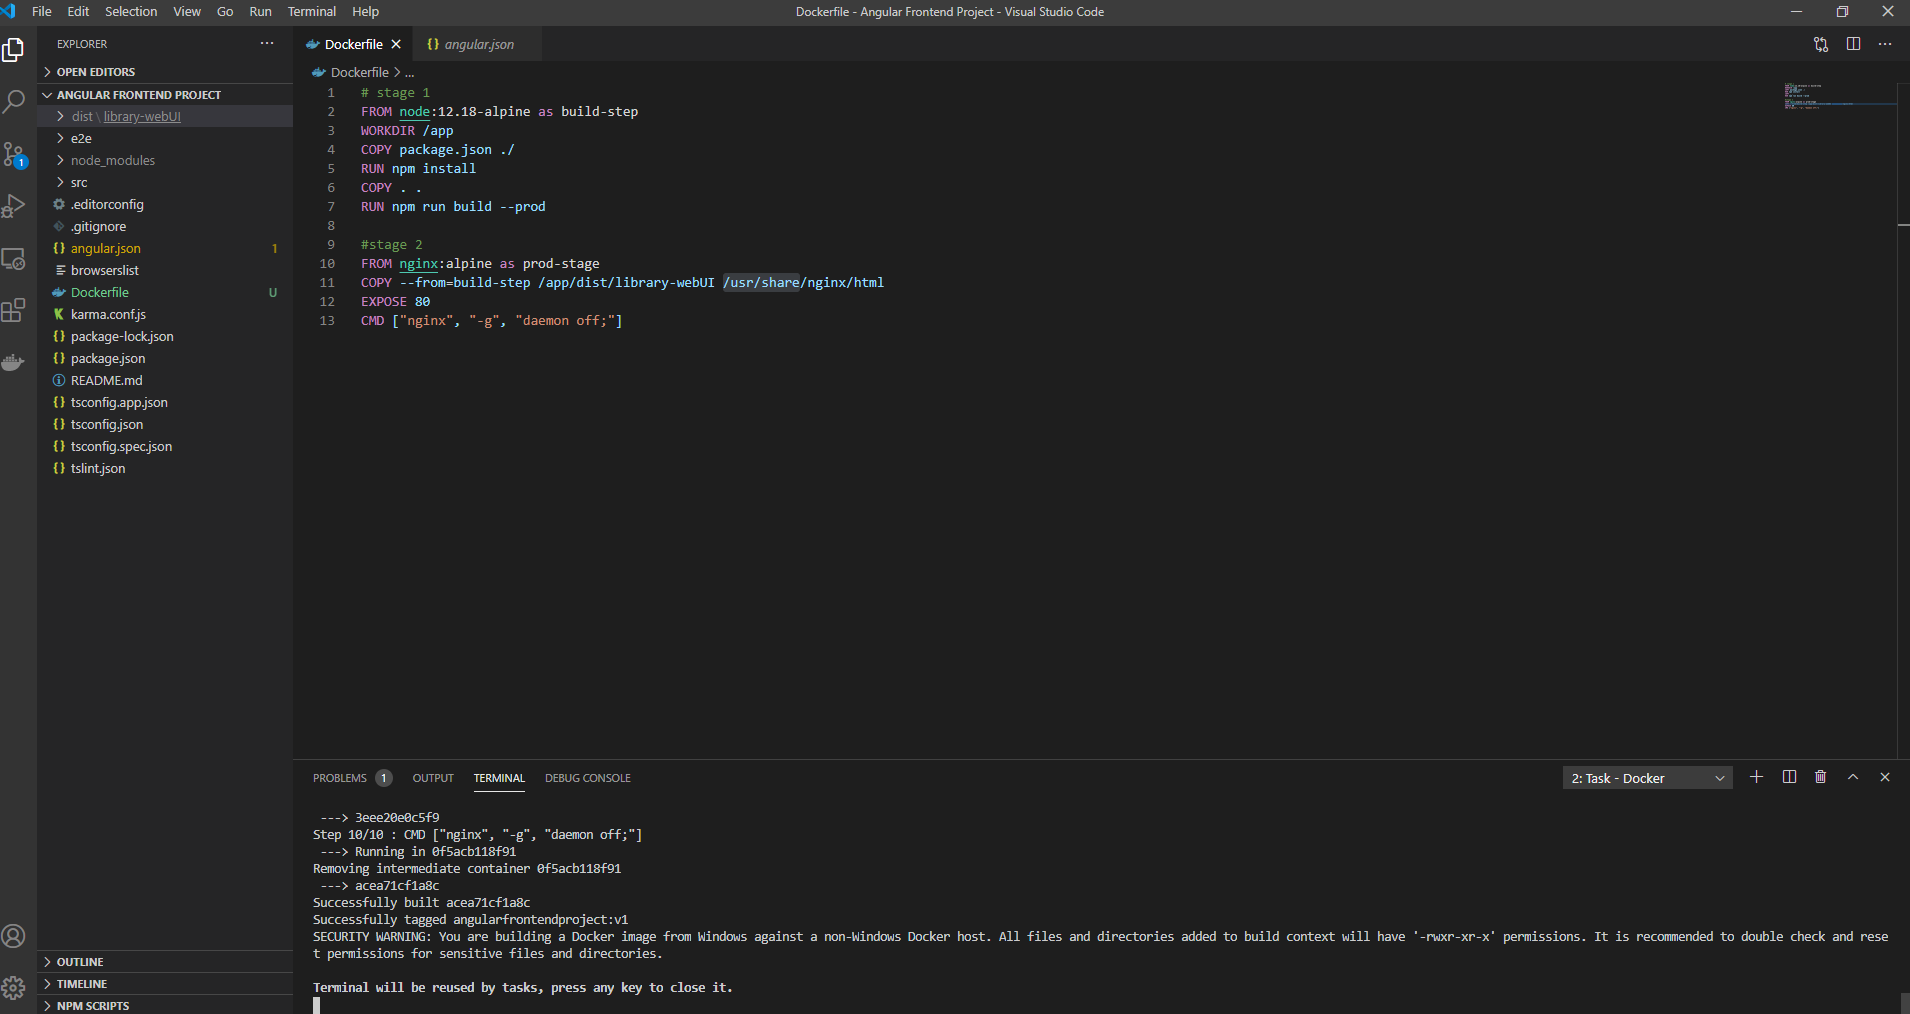 File Edit Selection View Go Run Terminal Help
Dockerfile - Angular Frontend Project - Visual Studio Code
EXPLORER
OPEN EDITORS
ANGULAR FRONTEND PROJECT
dist \ library-webUI
e2e
node_modules
src
.editorconfig
.gitignore
angular.json 1
browserslist
Dockerfile U
karma.conf.js
package-lock.json
package.json
README.md
tsconfig.app.json
tsconfig.json
tsconfig.spec.json
tslint.json
OUTLINE
TIMELINE
NPM SCRIPTS
1
Dockerfile
{} angular.json
Dockerfile > ...
1 # stage 1
2 FROM node:12.18-alpine as build-step
3 WORKDIR /app
4 COPY package.json ./
5 RUN npm install
6 COPY . .
7 RUN npm run build --prod
8
9 #stage 2
10 FROM nginx:alpine as prod-stage
11 COPY --from=build-step /app/dist/library-webUI /usr/share/nginx/html
12 EXPOSE 80
13 CMD ["nginx", "-g", "daemon off;"]
PROBLEMS 1 OUTPUT TERMINAL DEBUG CONSOLE
2: Task - Docker
---> 3eee20e0c5f9
Step 10/10 : CMD ["nginx", "-g", "daemon off;"]
---> Running in 0f5acb118f91
Removing intermediate container 0f5acb118f91
---> acea71cf1a8c
Successfully built acea71cf1a8c
Successfully tagged angularfrontendproject:v1
SECURITY WARNING: You are building a Docker image from Windows against a non-Windows Docker host. All files and directories added to build context will have '-rwxr-xr-x' permissions. It is recommended to double check and rese
t permissions for sensitive files and directories.
Terminal will be reused by tasks, press any key to close it.